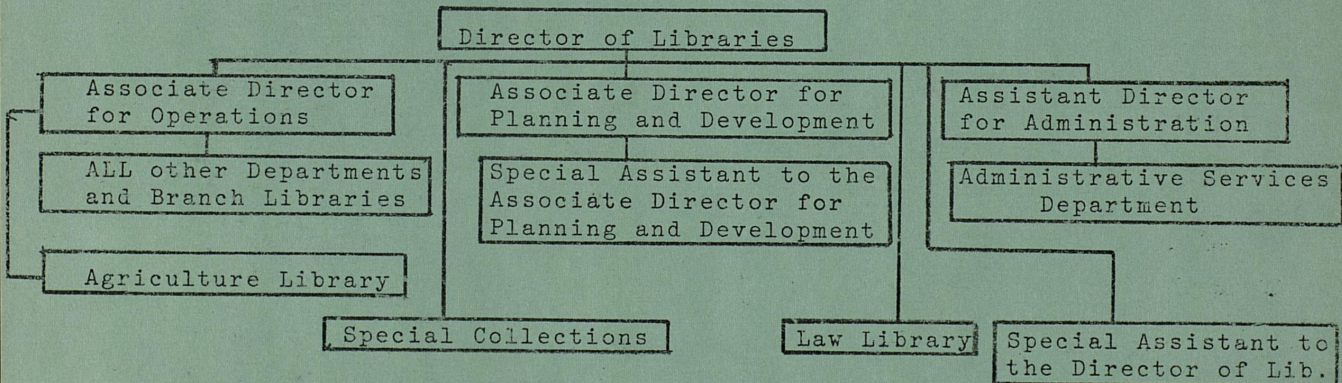 Director of Libraries
Associate Director
for Operations
Associate Director for
Planning and Development
Assistant Director
for Administration
ALL other Departments
and Branch Libraries
Special Assistant to the
Associate Director for
Planning and Development
Administrative Services
Department
Agriculture Library
Special Collections
Law Library
Special Assistant to
the Director of Lib.